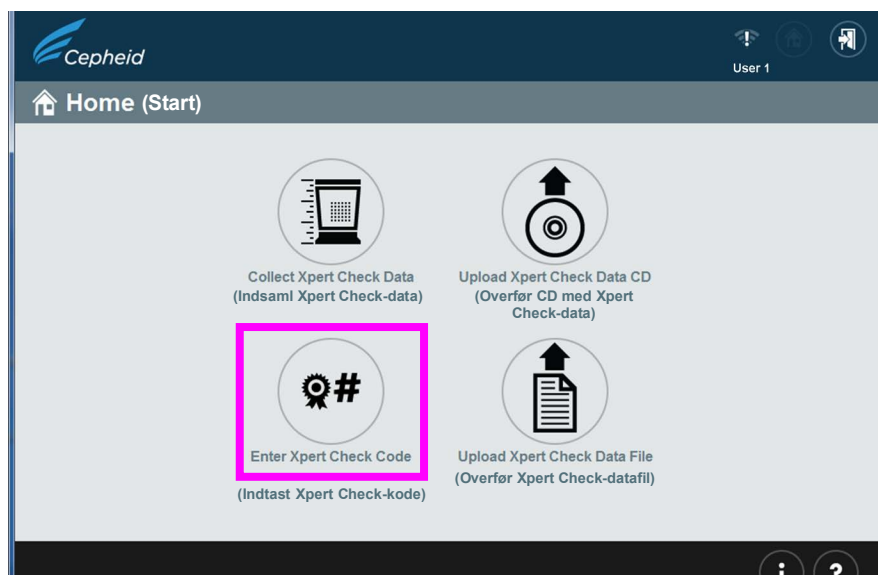 Cepheid
User 1
Home (Start)
Collect Xpert Check Data
(Indsaml Xpert Check-data)
Upload Xpert Check Data CD
(Overfør CD med Xpert
Check-data)
#
Enter Xpert Check Code
(Indtast Xpert Check-kode)
Upload Xpert Check Data File
(Overfør Xpert Check-datafil)
i ?